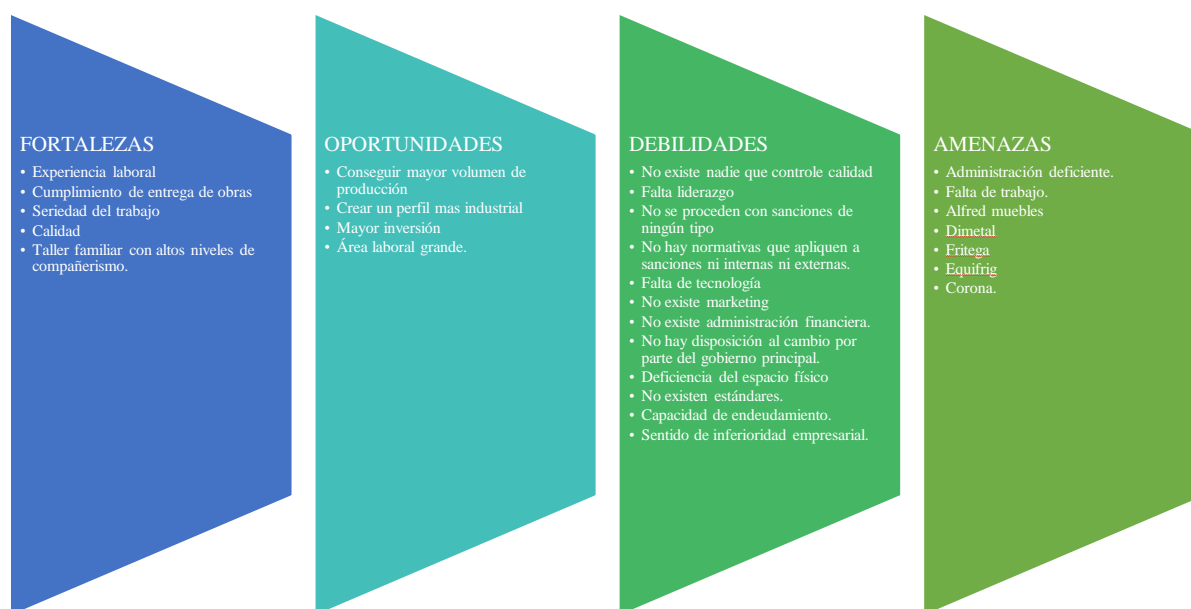 FORTALEZAS
• Experiencia laboral
• Cumplimiento de entrega de obras
• Seriedad del trabajo
• Calidad
• Taller familiar con altos niveles de
compañerismo.
OPORTUNIDADES
• Conseguir mayor volumen de
producción
• Crear un perfil mas industrial
• Mayor inversión
• Área laboral grande.
DEBILIDADES
• No existe nadie que controle calidad
• Falta liderazgo
• No se proceden con sanciones de
ningún tipo
• No hay normativas que apliquen a
sanciones ni internas ni externas.
• Falta de tecnología
• No existe marketing
• No existe administración financiera.
• No hay disposición al cambio por
parte del gobierno principal.
• Deficiencia del espacio físico
• No existen estándares.
• Capacidad de endeudamiento.
• Sentido de inferioridad empresarial.
AMENAZAS
• Administración deficiente.
• Falta de trabajo.
• Alfred muebles
• Dimetal
• Fritega
• Equifrig
• Corona.